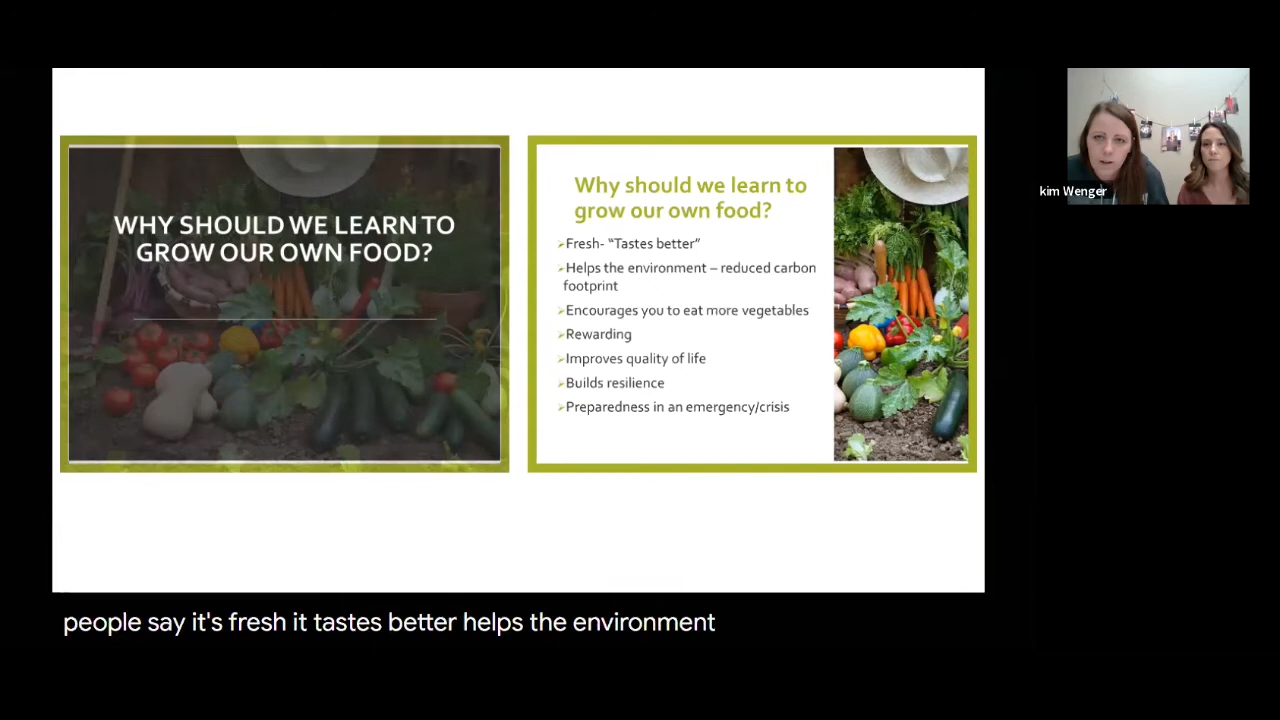 WHY SHOULD WE LEARN TO
GROW OUR OWN FOOD?
Why should we learn to
grow our own food?
➢Fresh- “Tastes better”
➢Helps the environment – reduced carbon
footprint
➢Encourages you to eat more vegetables
➢Rewarding
➢Improves quality of life
➢Builds resilience
➢Preparedness in an emergency/crisis
kim Wenger
people say it's fresh it tastes better helps the environment